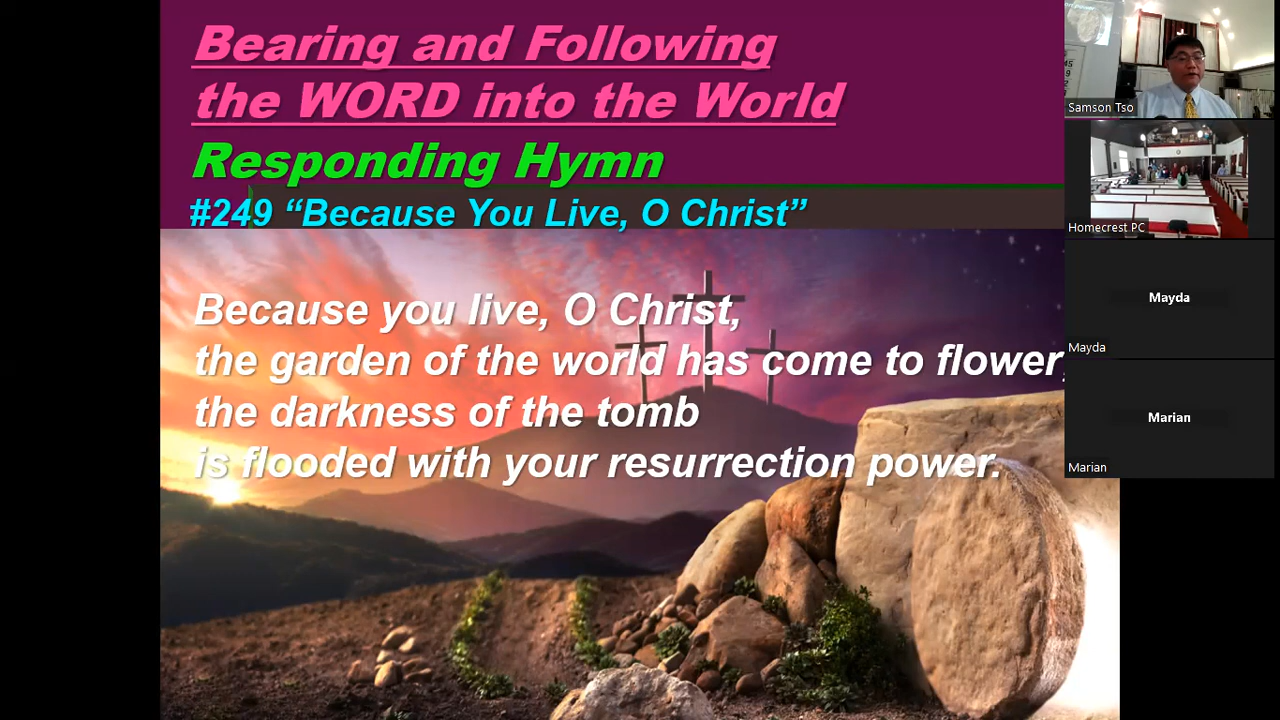 Bearing and Following
the WORD into the World
Responding Hymn
#249 “Because You Live, O Christ”
Because you live, O Christ,
the garden of the world has come to flower,
the darkness of the tomb
is flooded with your resurrection power.
Samson Tso
Homecrest PC
Mayda
Mayda
Marian
Marian